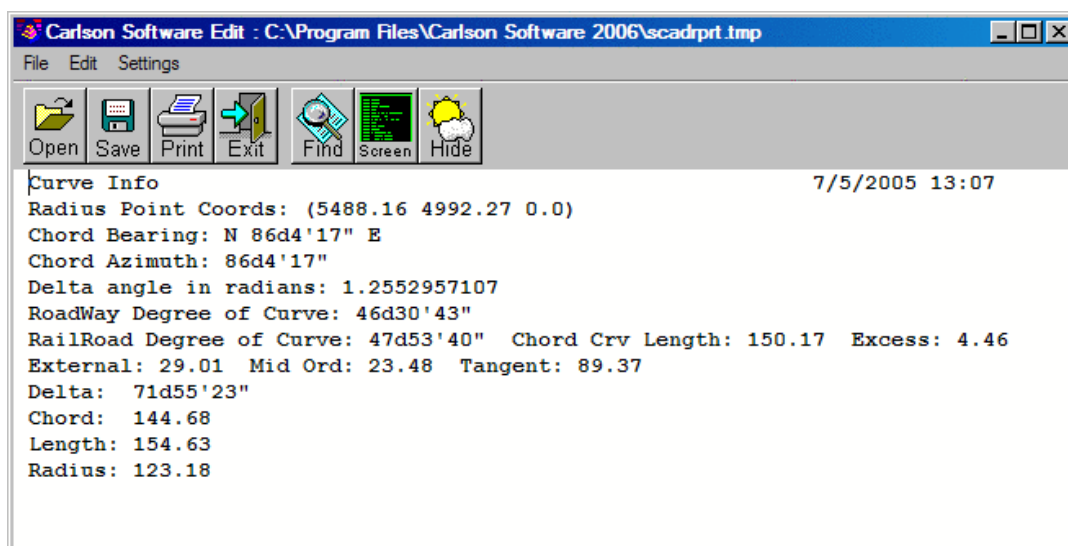 Carlson Software Edit : C:\Program Files\Carlson Software 2006\scadrprt.tmp
File Edit Settings
Open Save Print Exit Find Screen Hide
Curve Info 7/5/2005 13:07
Radius Point Coords: (5488.16 4992.27 0.0)
Chord Bearing: N 86d4'17" E
Chord Azimuth: 86d4'17"
Delta angle in radians: 1.2552957107
RoadWay Degree of Curve: 46d30'43"
RailRoad Degree of Curve: 47d53'40" Chord Crv Length: 150.17 Excess: 4.46
External: 29.01 Mid Ord: 23.48 Tangent: 89.37
Delta: 71d55'23"
Chord: 144.68
Length: 154.63
Radius: 123.18